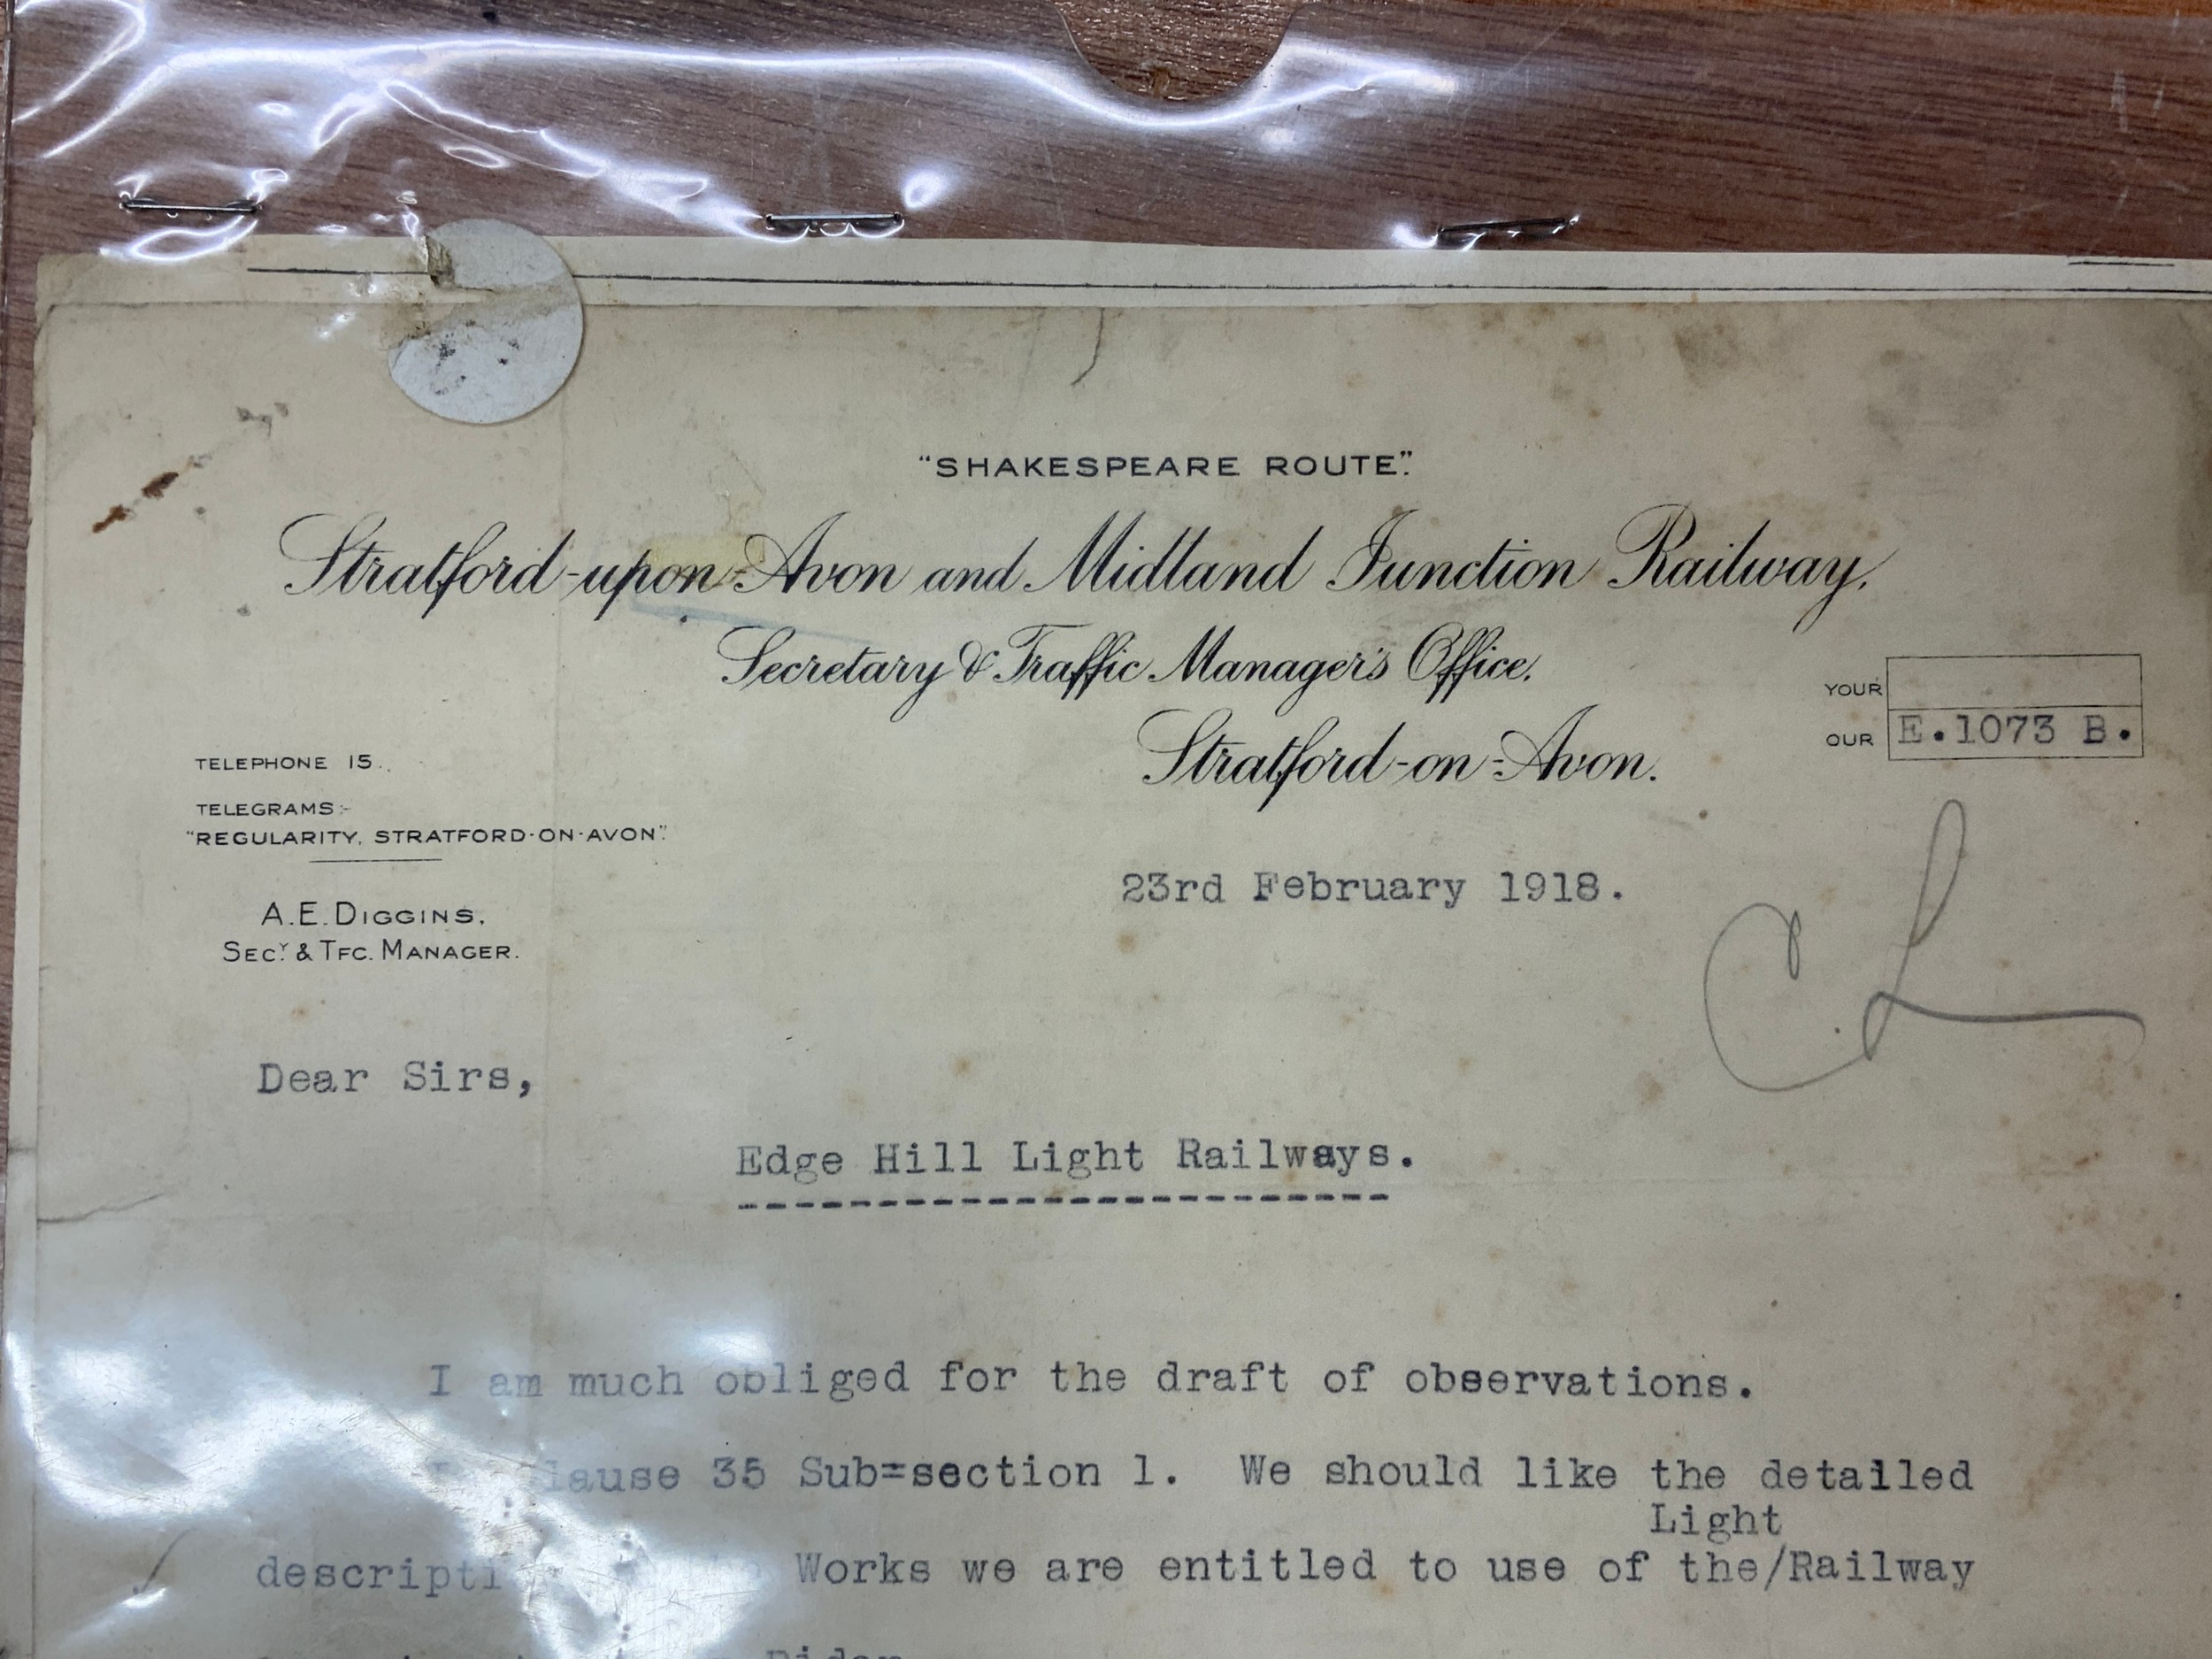 "SHAKESPEARE ROUTE".
Stratford-upon-Avon and Midland Junction Railway.
Secretary & Traffic Manager's Office.
Stratford-on-Avon.
YOUR
OUR E.1073 B.
TELEPHONE 15.
TELEGRAMS:-
"REGULARITY, STRATFORD-ON-AVON".
A.E. DIGGINS,
SECY. & TFC. MANAGER.
23rd February 1918.
Dear Sirs,
Edge Hill Light Railways.
I am much obliged for the draft of observations.
35 Sub=section 1. We should like the detailed
Light
Works we are entitled to use of the/Railway